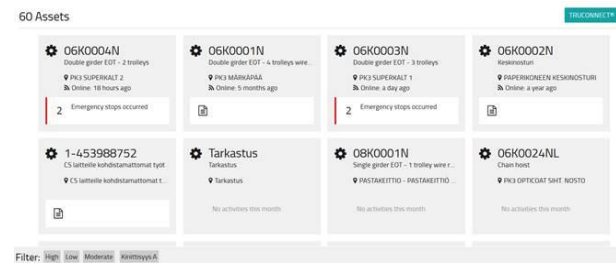 60 Assets
TRUCONNECT®
06K0004N
Double girder EOT - 2 trolleys
PK3 SUPERKALT 2
Online: 18 hours ago
2 Emergency stops occurred
06K0001N
Double girder EOT - 4 trolleys wire...
PK3 MÄRKÄPÄÄ
Online: 5 months ago
06K0003N
Double girder EOT - 3 trolleys
PK3 SUPERKALT 1
Online: a day ago
2 Emergency stops occurred
06K0002N
Keskinosturi
PAPERIKONEEN KESKINOSTURI
Online: a year ago
1-453988752
CS laitteille kohdistamattomat työt
CS laitteille kohdistamattomat t...
Tarkastus
Tarkastus
Tarkastus
No activities this month
08K0001N
Single girder EOT - 1 trolley wire r...
PASTAKEITTIO - PASTAKEITTIÖ ...
No activities this month
06K0024NL
Chain hoist
PK3 OPTICOAT SIHT. NOSTO
No activities this month
Filter: High Low Moderate Kirittisyys A